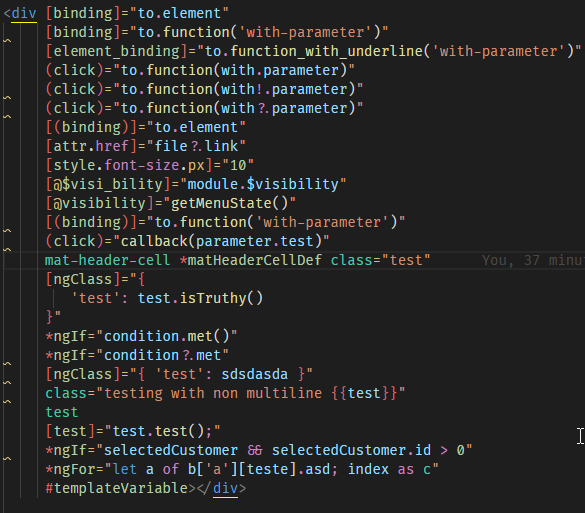 <div [binding]="to.element"
[binding]="to.function('with-parameter')"
[element_binding]="to.function_with_underline('with-parameter')"
(click)="to.function(with.parameter)"
(click)="to.function(with!.parameter)"
(click)="to.function(with?.parameter)"
[(binding)]="to.element"
[attr.href]="file?.link"
[style.font-size.px]="10"
[@$visi_bility]="module.$visibility"
[@visibility]="getMenuState()"
[(binding)]="to.function('with-parameter')"
(click)="callback(parameter.test)"
mat-header-cell *matHeaderCellDef class="test" You, 37 minu
[ngClass]="{
'test': test.isTruthy()
}"
*ngIf="condition.met()"
*ngIf="condition?.met"
[ngClass]="{ 'test': sdsdasda }"
class="testing with non multiline {{test}}"
test
[test]="test.test();"
*ngIf="selectedCustomer && selectedCustomer.id > 0"
*ngFor="let a of b['a'][teste].asd; index as c"
#templateVariable></div>